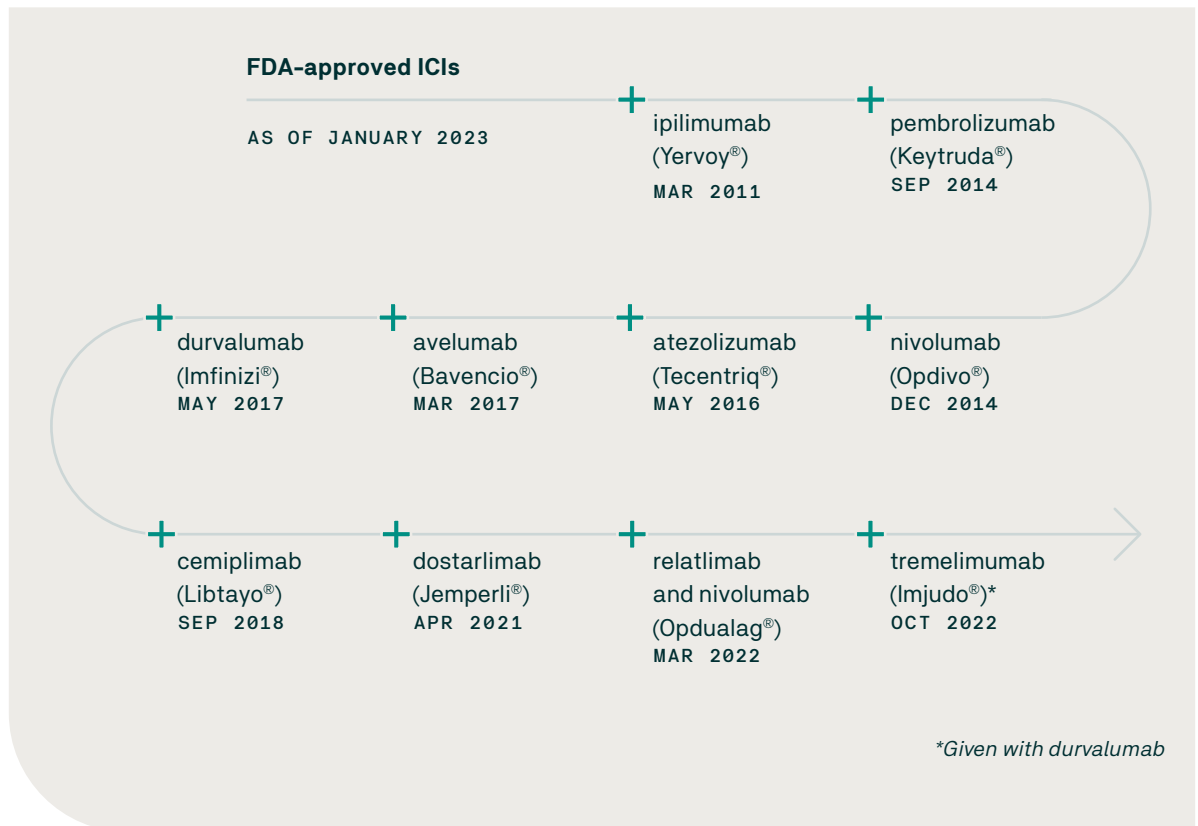 FDA-approved ICIs
AS OF JANUARY 2023
ipilimumab
(Yervoy®)
MAR 2011
pembrolizumab
(Keytruda®)
SEP 2014
nivolumab
(Opdivo®)
DEC 2014
atezolizumab
(Tecentriq®)
MAY 2016
avelumab
(Bavencio®)
MAR 2017
durvalumab
(Imfinizi®)
MAY 2017
cemiplimab
(Libtayo®)
SEP 2018
dostarlimab
(Jemperli®)
APR 2021
relatlimab
and nivolumab
(Opdualag®)
MAR 2022
tremelimumab
(Imjudo®)*
OCT 2022
*Given with durvalumab